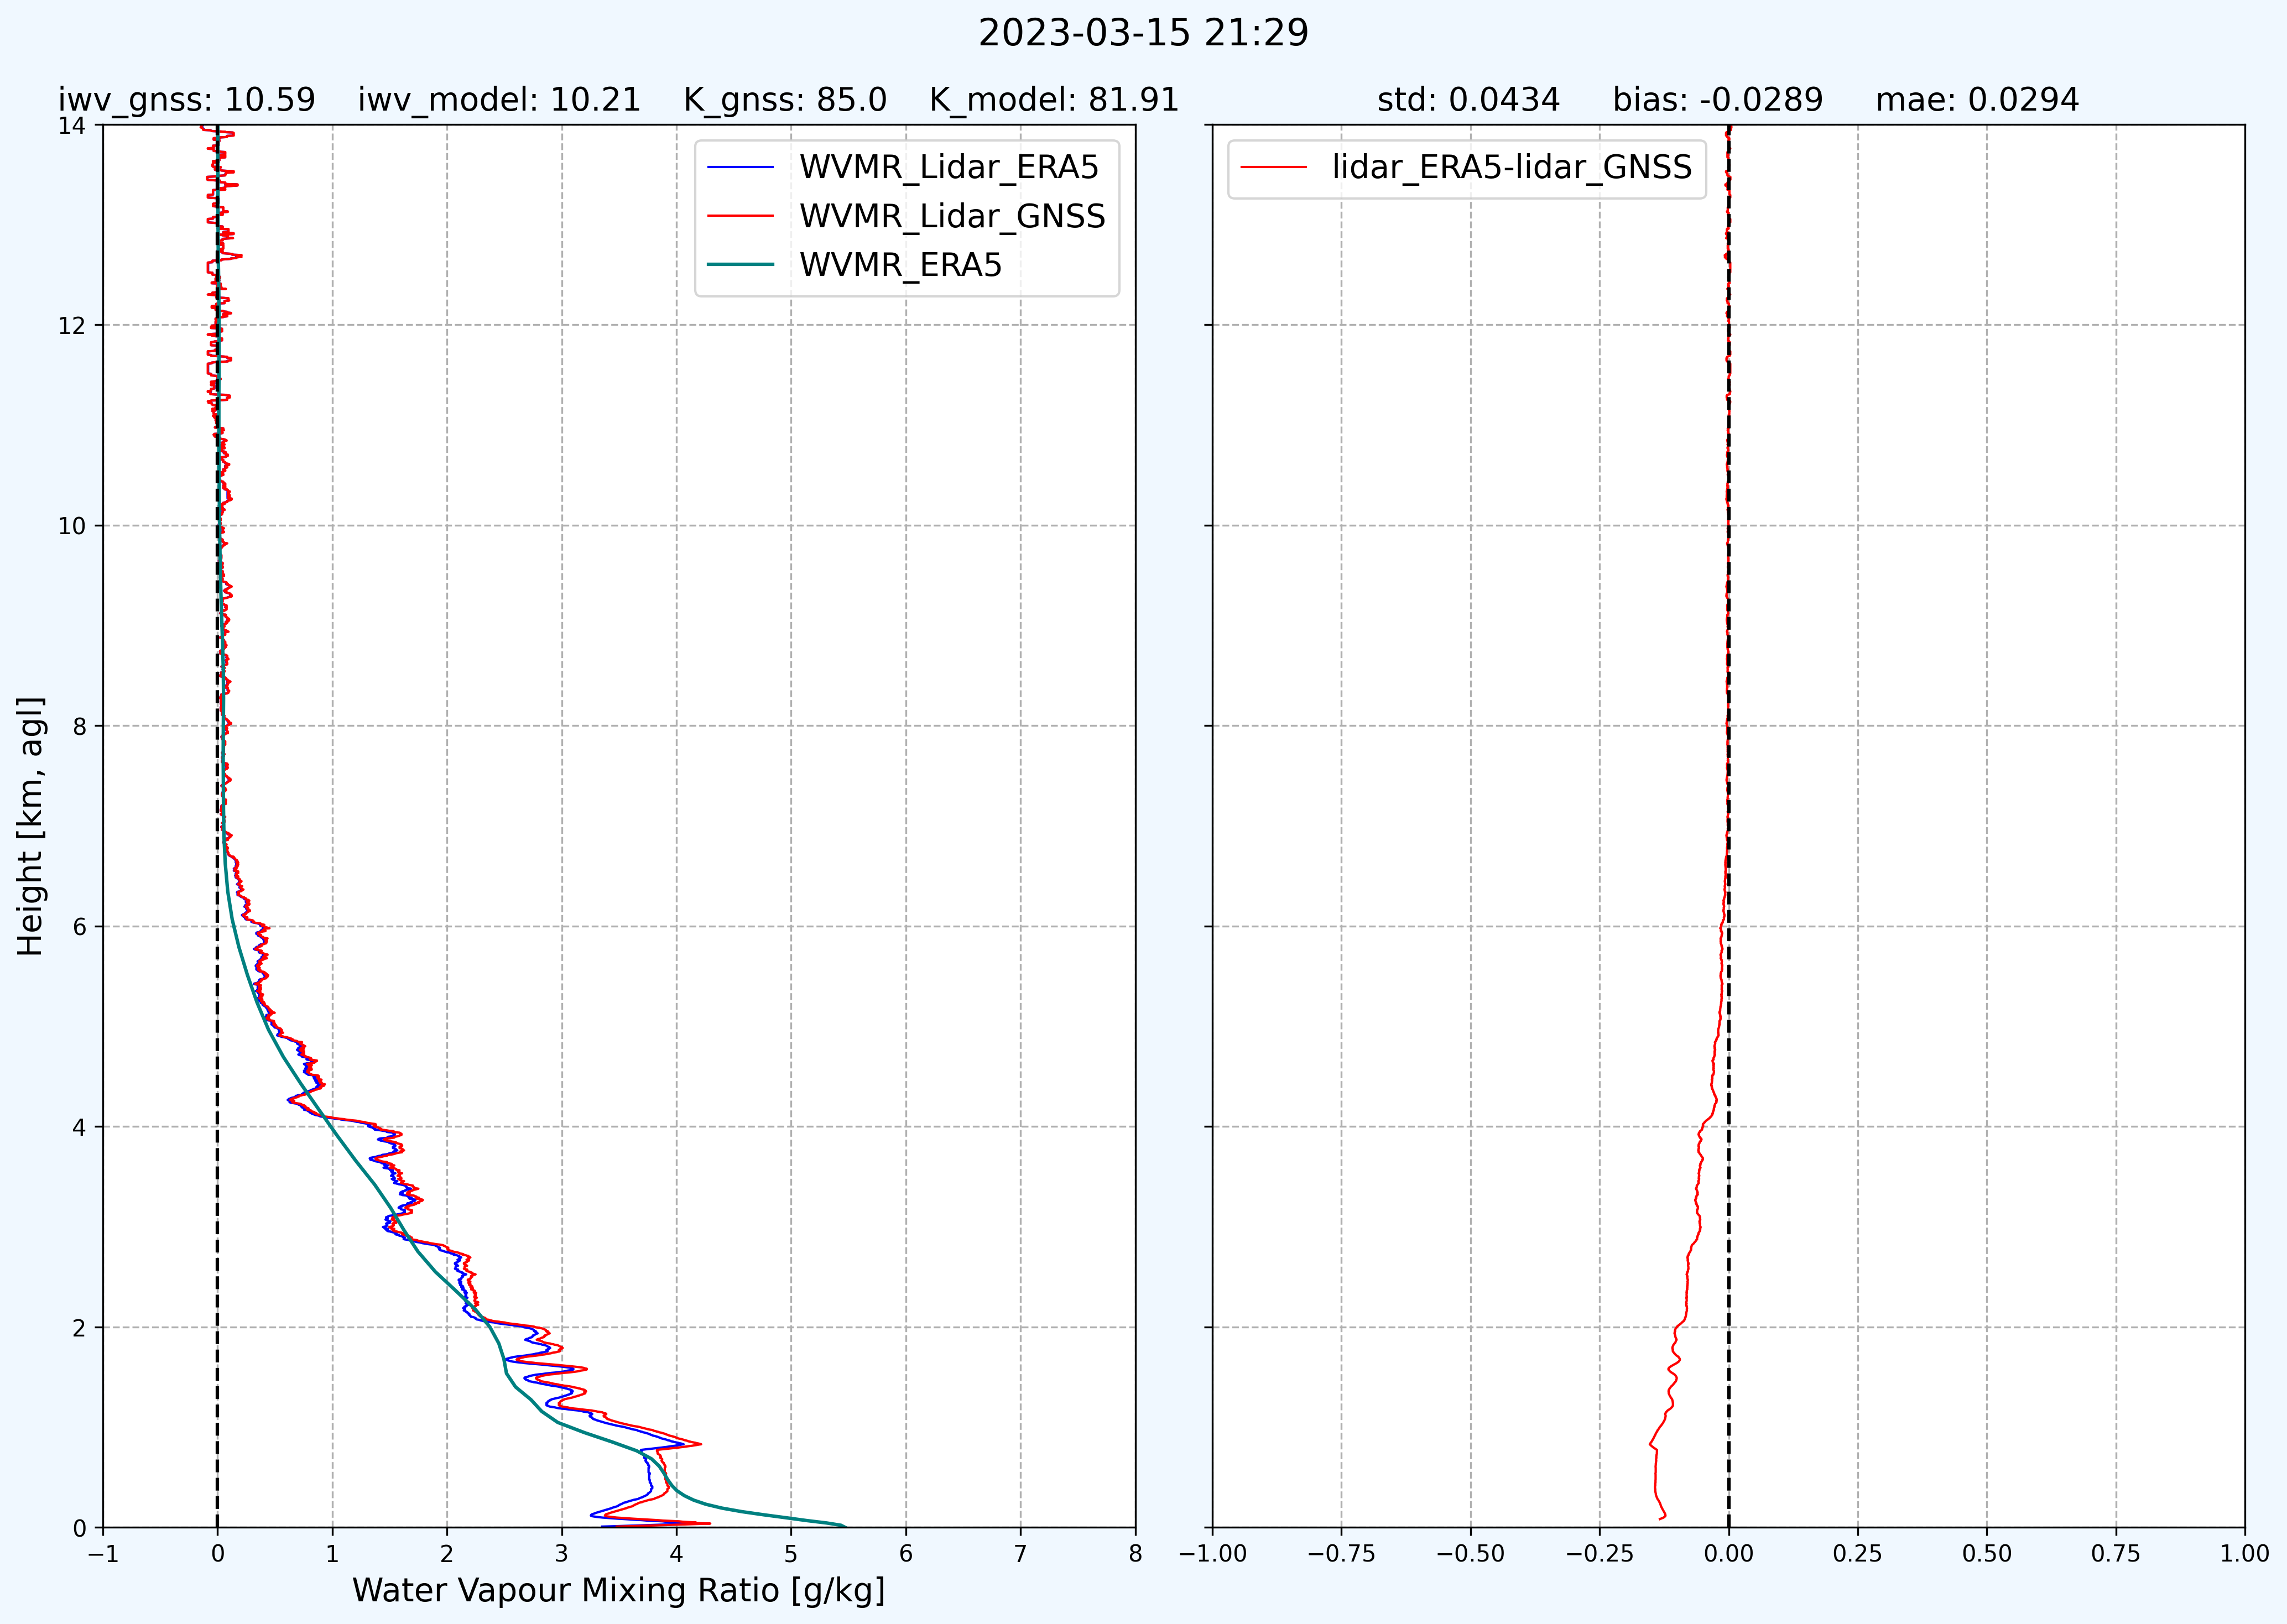 2023-03-15 21:29
iwv_gnss: 10.59 iwv_model: 10.21 K_gnss: 85.0 K_model: 81.91
std: 0.0434 bias: -0.0289 mae: 0.0294
WVMR_Lidar_ERA5
WVMR_Lidar_GNSS
WVMR_ERA5
lidar_ERA5-lidar_GNSS
14
12
10
8
6
4
2
0
Height [km, agl]
−1 0 1 2 3 4 5 6 7 8
Water Vapour Mixing Ratio [g/kg]
−1.00 −0.75 −0.50 −0.25 0.00 0.25 0.50 0.75 1.00